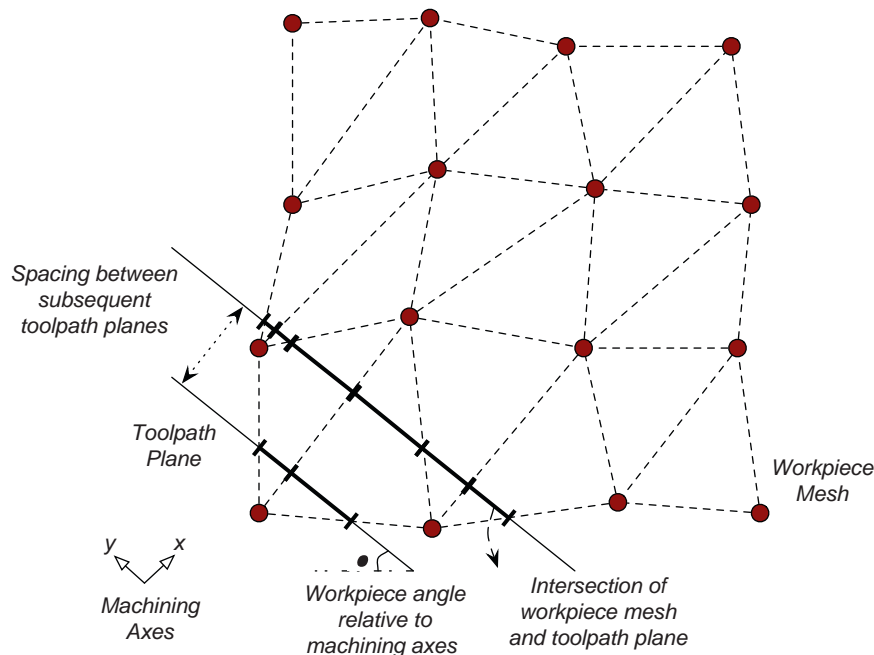 Spacing between
subsequent
toolpath planes
Toolpath
Plane
Workpiece
Mesh
y
x
Machining
Axes
Workpiece angle
relative to
machining axes
Intersection of
workpiece mesh
and toolpath plane